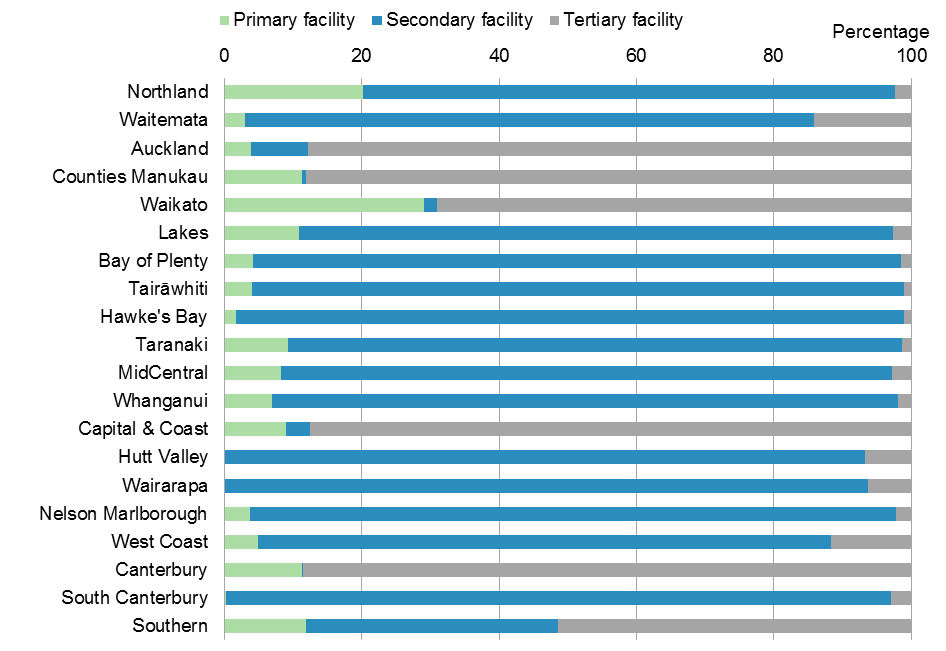 Primary facility Secondary facility Tertiary facility
Percentage
0 20 40 60 80 100
Northland
Waitemata
Auckland
Counties Manukau
Waikato
Lakes
Bay of Plenty
Tairāwhiti
Hawke's Bay
Taranaki
MidCentral
Whanganui
Capital & Coast
Hutt Valley
Wairarapa
Nelson Marlborough
West Coast
Canterbury
South Canterbury
Southern